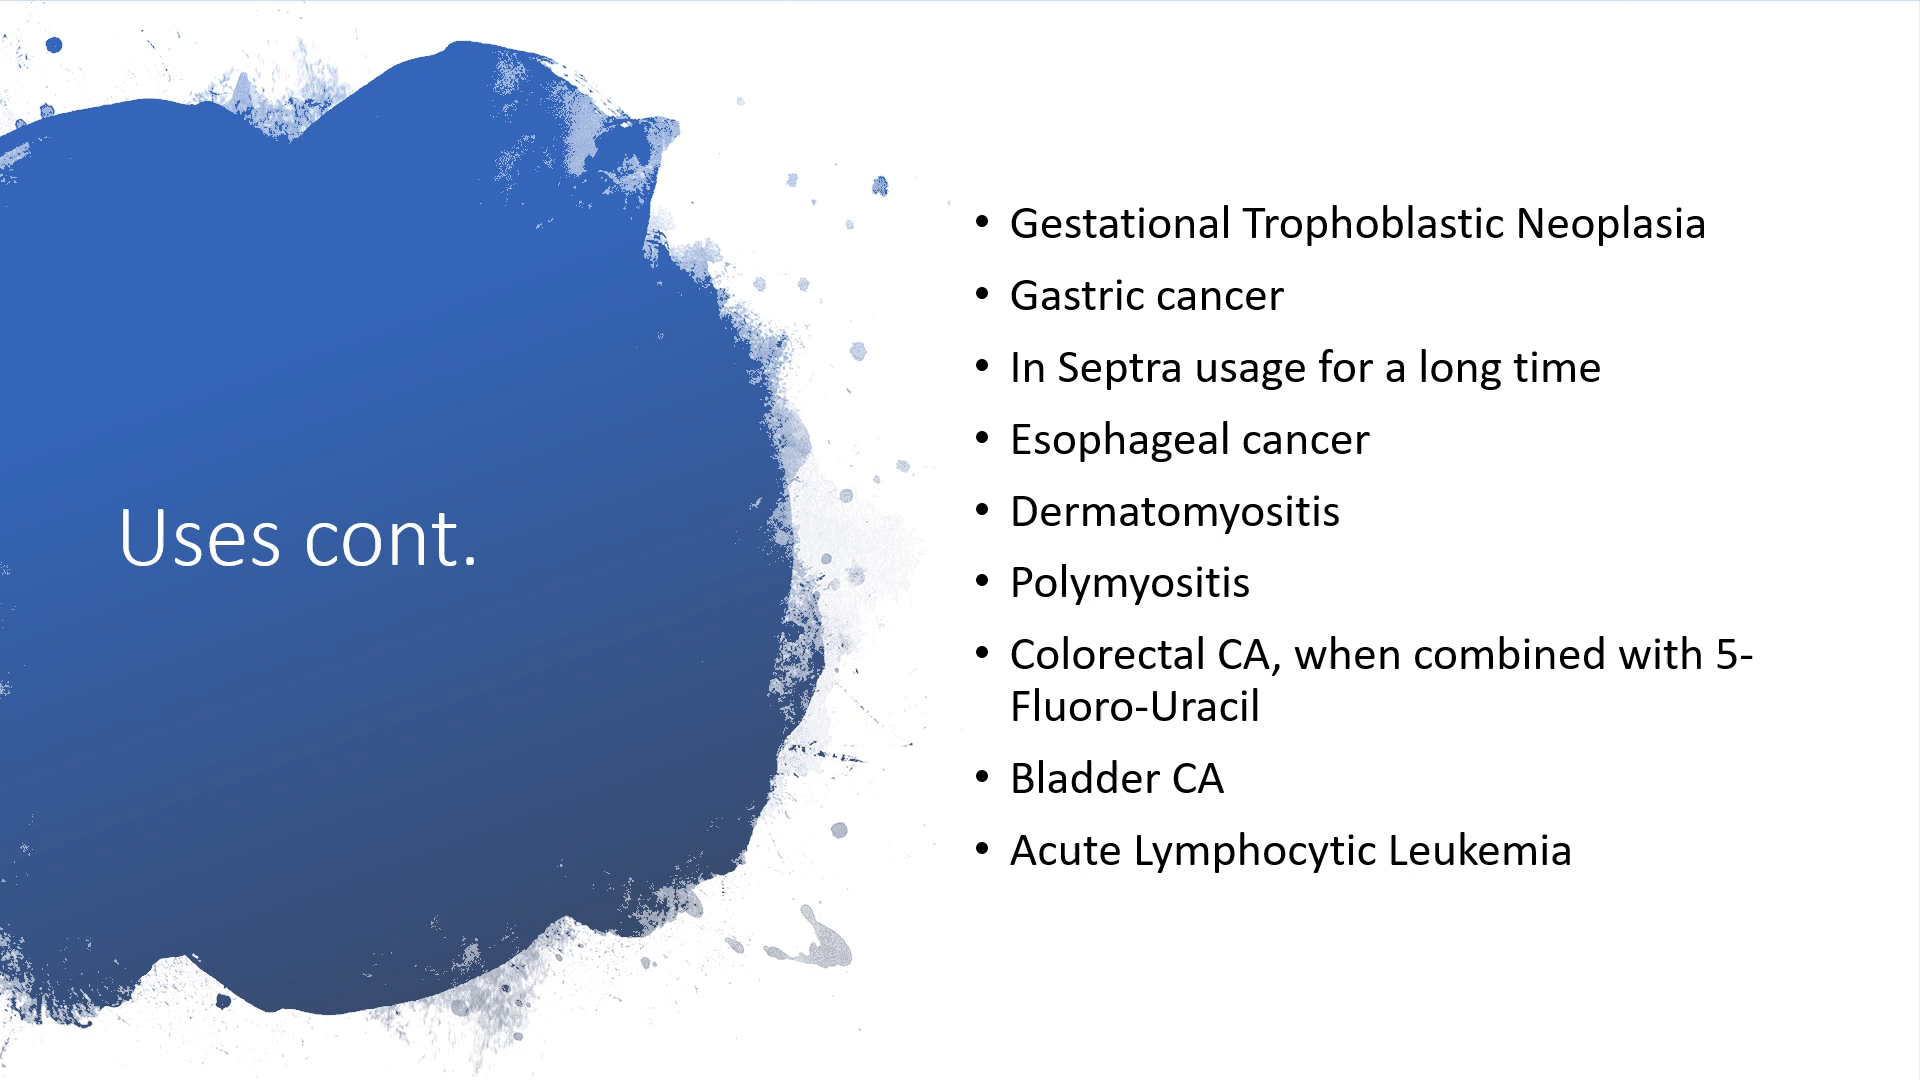 Uses cont.
• Gestational Trophoblastic Neoplasia
• Gastric cancer
• In Septra usage for a long time
• Esophageal cancer
• Dermatomyositis
• Polymyositis
• Colorectal CA, when combined with 5-
Fluoro-Uracil
• Bladder CA
• Acute Lymphocytic Leukemia